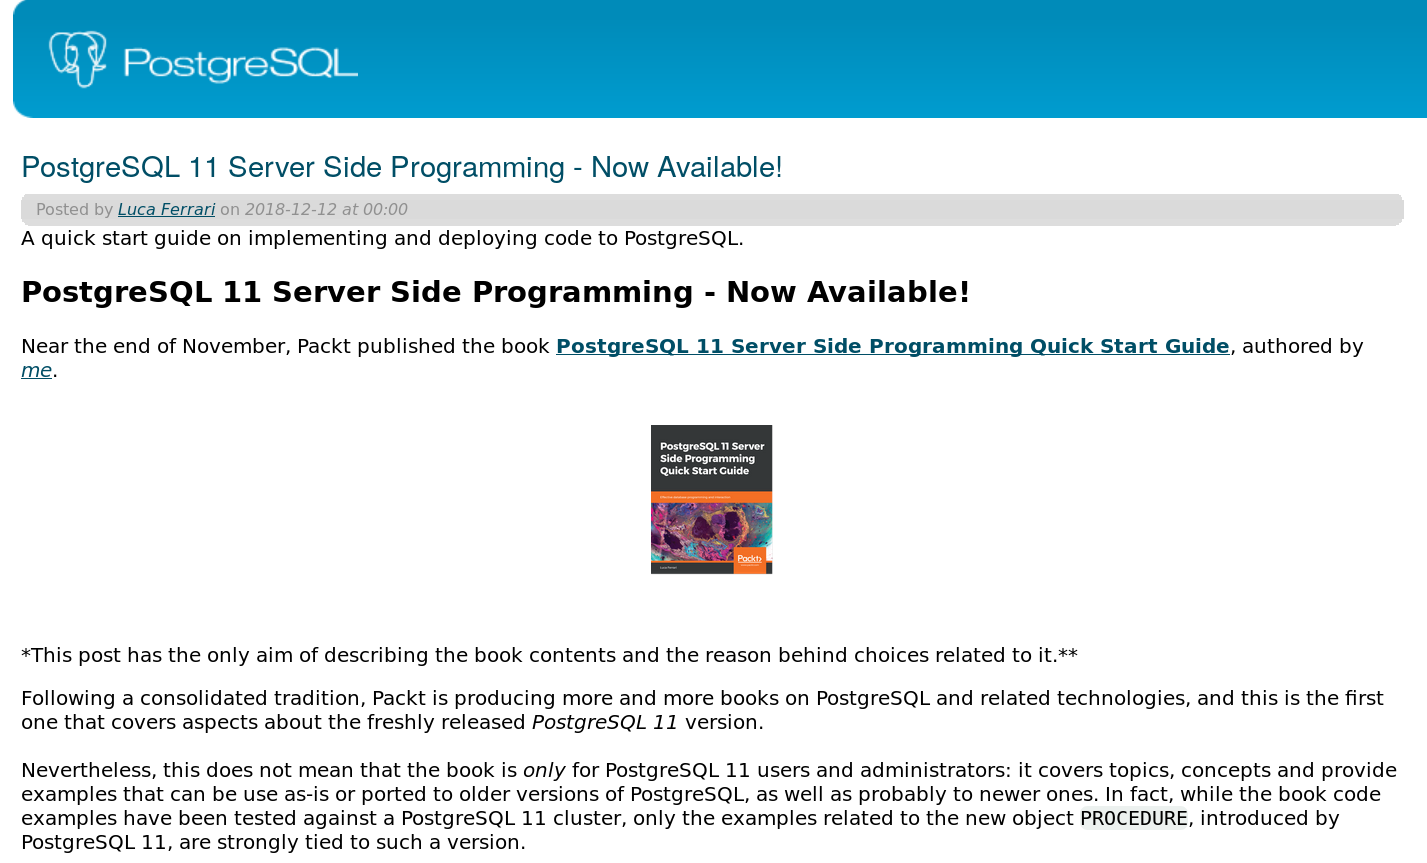 PostgreSQL
PostgreSQL 11 Server Side Programming - Now Available!
Posted by Luca Ferrari on 2018-12-12 at 00:00
A quick start guide on implementing and deploying code to PostgreSQL.
PostgreSQL 11 Server Side Programming - Now Available!
Near the end of November, Packt published the book PostgreSQL 11 Server Side Programming Quick Start Guide, authored by
me.
PostgreSQL 11 Server
Side Programming
Quick Start Guide
Packt>
*This post has the only aim of describing the book contents and the reason behind choices related to it.**
Following a consolidated tradition, Packt is producing more and more books on PostgreSQL and related technologies, and this is the first
one that covers aspects about the freshly released PostgreSQL 11 version.
Nevertheless, this does not mean that the book is only for PostgreSQL 11 users and administrators: it covers topics, concepts and provide
examples that can be use as-is or ported to older versions of PostgreSQL, as well as probably to newer ones. In fact, while the book code
examples have been tested against a PostgreSQL 11 cluster, only the examples related to the new object PROCEDURE, introduced by
PostgreSQL 11, are strongly tied to such a version.